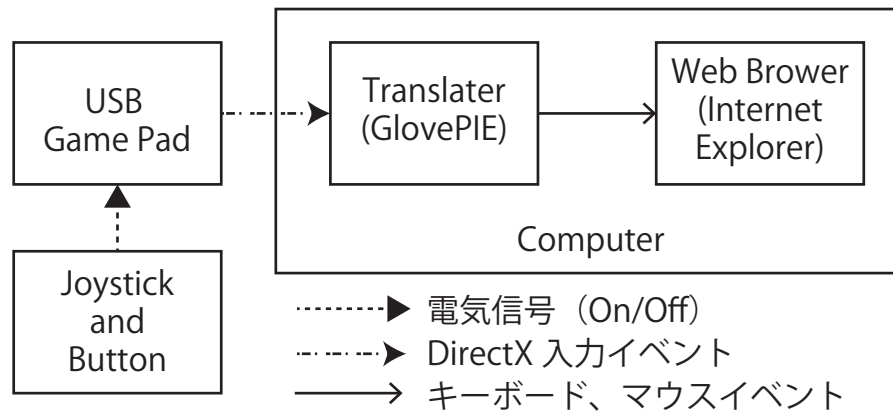 USB
Game Pad
Translater
(GlovePIE)
Web Brower
(Internet
Explorer)
Computer
Joystick
and
Button
電気信号（On/Off）
DirectX 入力イベント
キーボード、マウスイベント